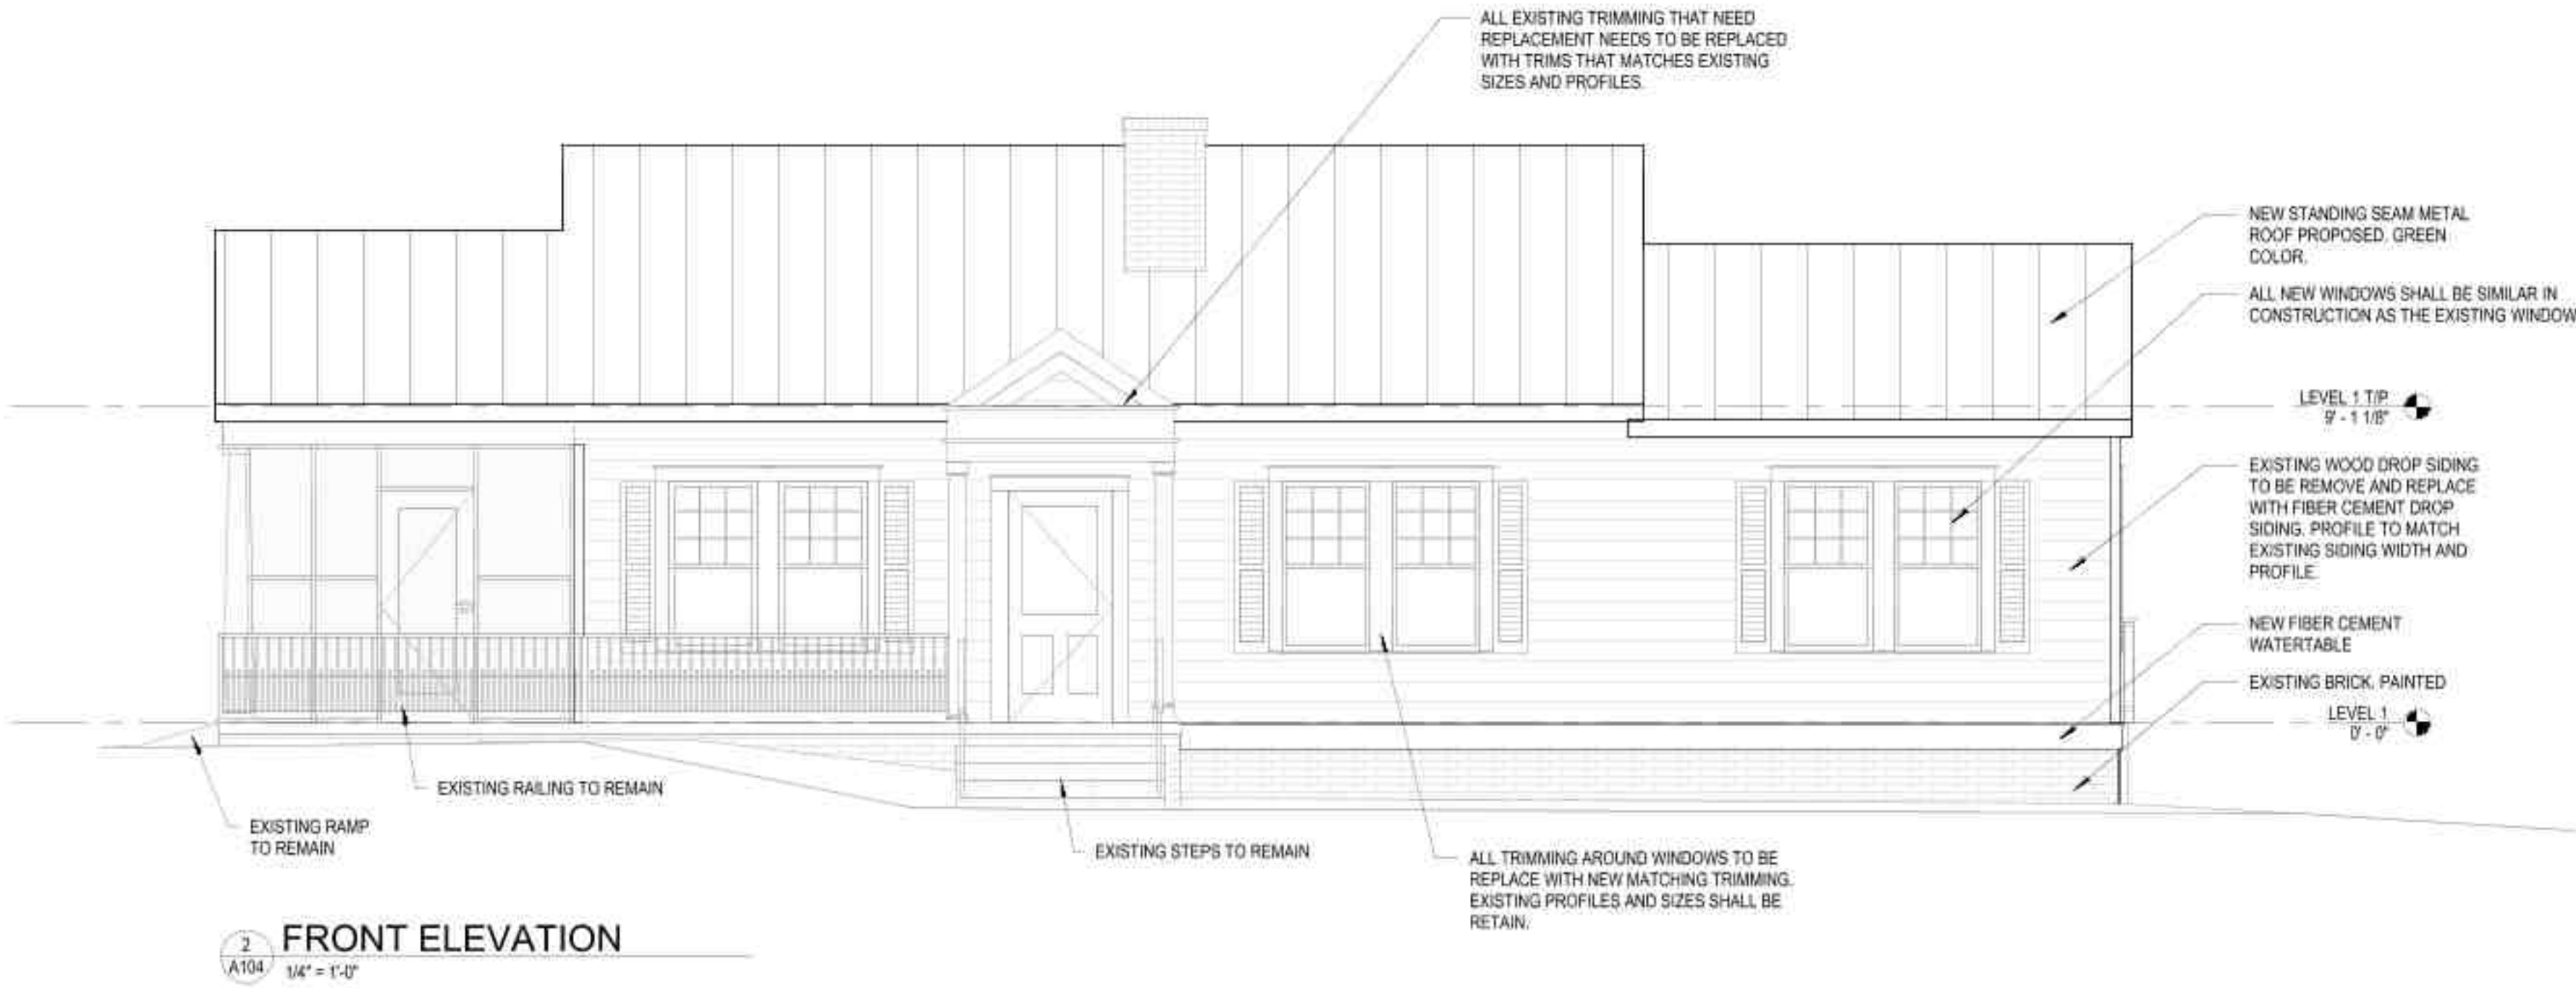 ALL EXISTING TRIMMING THAT NEED
REPLACEMENT NEEDS TO BE REPLACED
WITH TRIMS THAT MATCHES EXISTING
SIZES AND PROFILES.
NEW STANDING SEAM METAL
ROOF PROPOSED. GREEN
COLOR.
ALL NEW WINDOWS SHALL BE SIMILAR IN
CONSTRUCTION AS THE EXISTING WINDOW
LEVEL 1 T/P
9' - 1 1/8"
EXISTING WOOD DROP SIDING
TO BE REMOVE AND REPLACE
WITH FIBER CEMENT DROP
SIDING. PROFILE TO MATCH
EXISTING SIDING WIDTH AND
PROFILE.
NEW FIBER CEMENT
WATERTABLE
EXISTING BRICK, PAINTED
LEVEL 1
0' - 0"
EXISTING RAILING TO REMAIN
EXISTING RAMP
TO REMAIN
EXISTING STEPS TO REMAIN
ALL TRIMMING AROUND WINDOWS TO BE
REPLACE WITH NEW MATCHING TRIMMING.
EXISTING PROFILES AND SIZES SHALL BE
RETAIN.
2
A104
FRONT ELEVATION
1/4" = 1'-0"